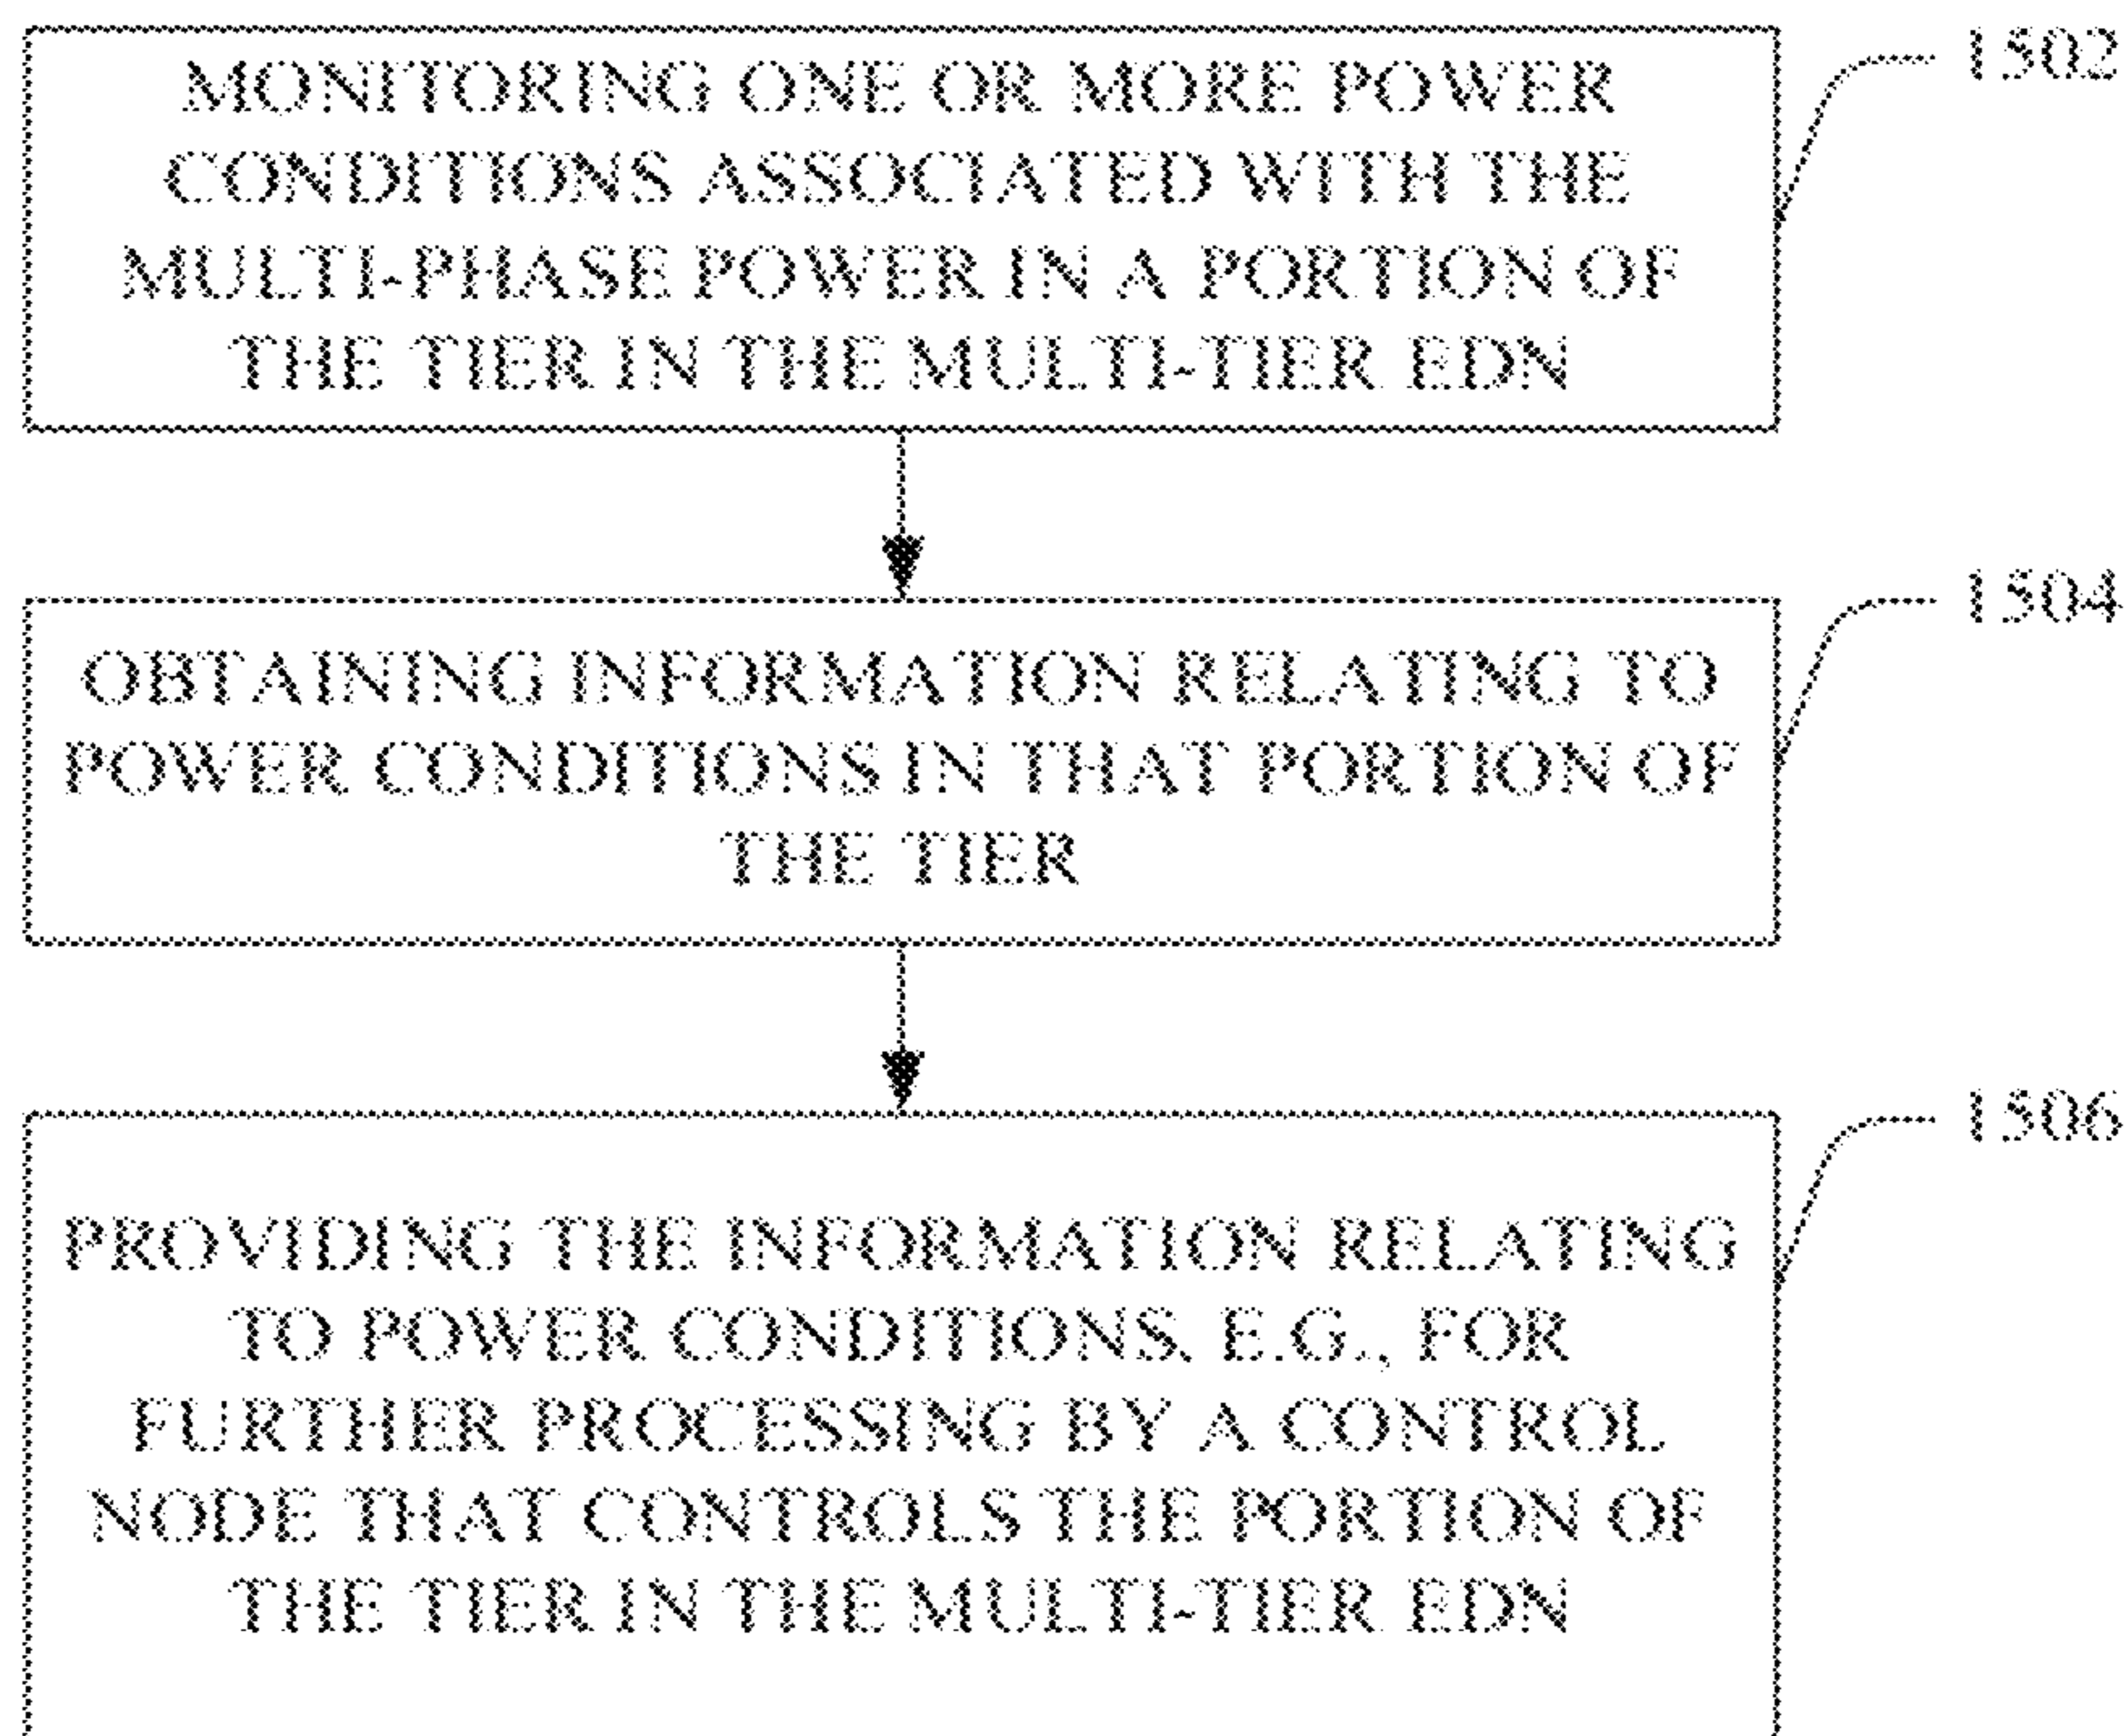 MONITORING ONE OR MORE POWER
CONDITIONS ASSOCIATED WITH THE
MULTI-PHASE POWER IN A PORTION OF
THE TIER IN THE MULTI-TIER EDN
1502
OBTAINING INFORMATION RELATING TO
POWER CONDITIONS IN THAT PORTION OF
THE TIER
1504
PROVIDING THE INFORMATION RELATING
TO POWER CONDITIONS, E.G., FOR
FURTHER PROCESSING BY A CONTROL
NODE THAT CONTROLS THE PORTION OF
THE TIER IN THE MULTI-TIER EDN
1506